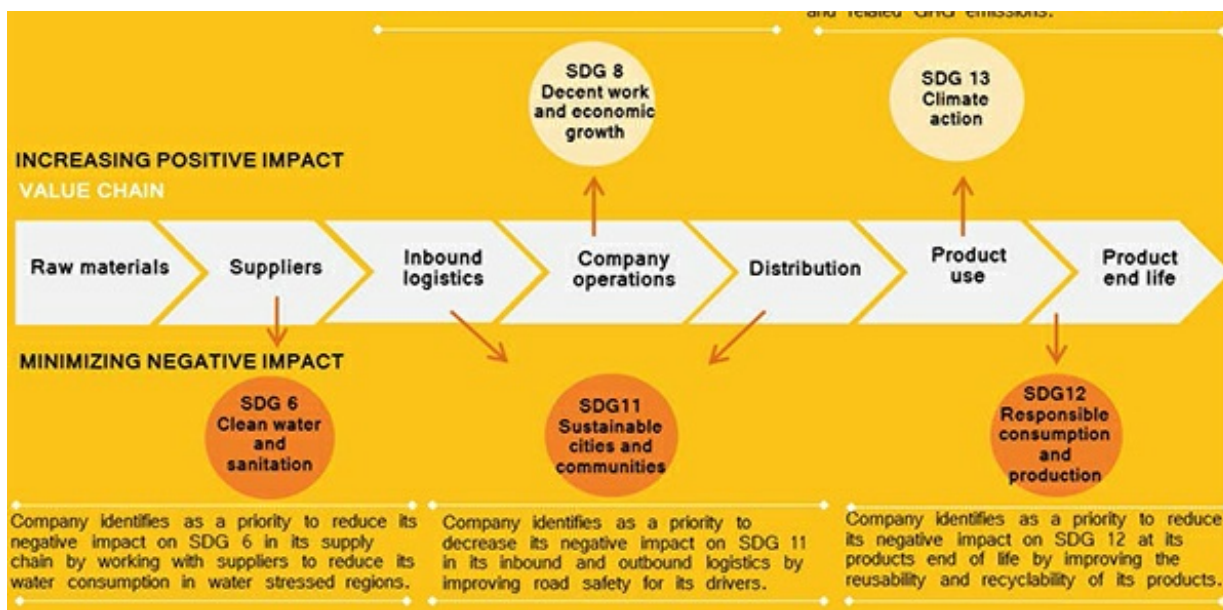 and related GHG emissions.
SDG 8
Decent work
and economic
growth
SDG 13
Climate
action
INCREASING POSITIVE IMPACT
VALUE CHAIN
Raw materials
Suppliers
Inbound
logistics
Company
operations
Distribution
Product
use
Product
end life
MINIMIZING NEGATIVE IMPACT
SDG 6
Clean water
and
sanitation
SDG11
Sustainable
cities and
communities
SDG12
Responsible
consumption
and
production
Company identifies as a priority to reduce its
negative impact on SDG 6 in its supply
chain by working with suppliers to reduce its
water consumption in water stressed regions.
Company identifies as a priority to
decrease its negative impact on SDG 11
in its inbound and outbound logistics by
improving road safety for its drivers.
Company identifies as a priority to reduce
its negative impact on SDG 12 at its
products end of life by improving the
reusability and recyclability of its products.